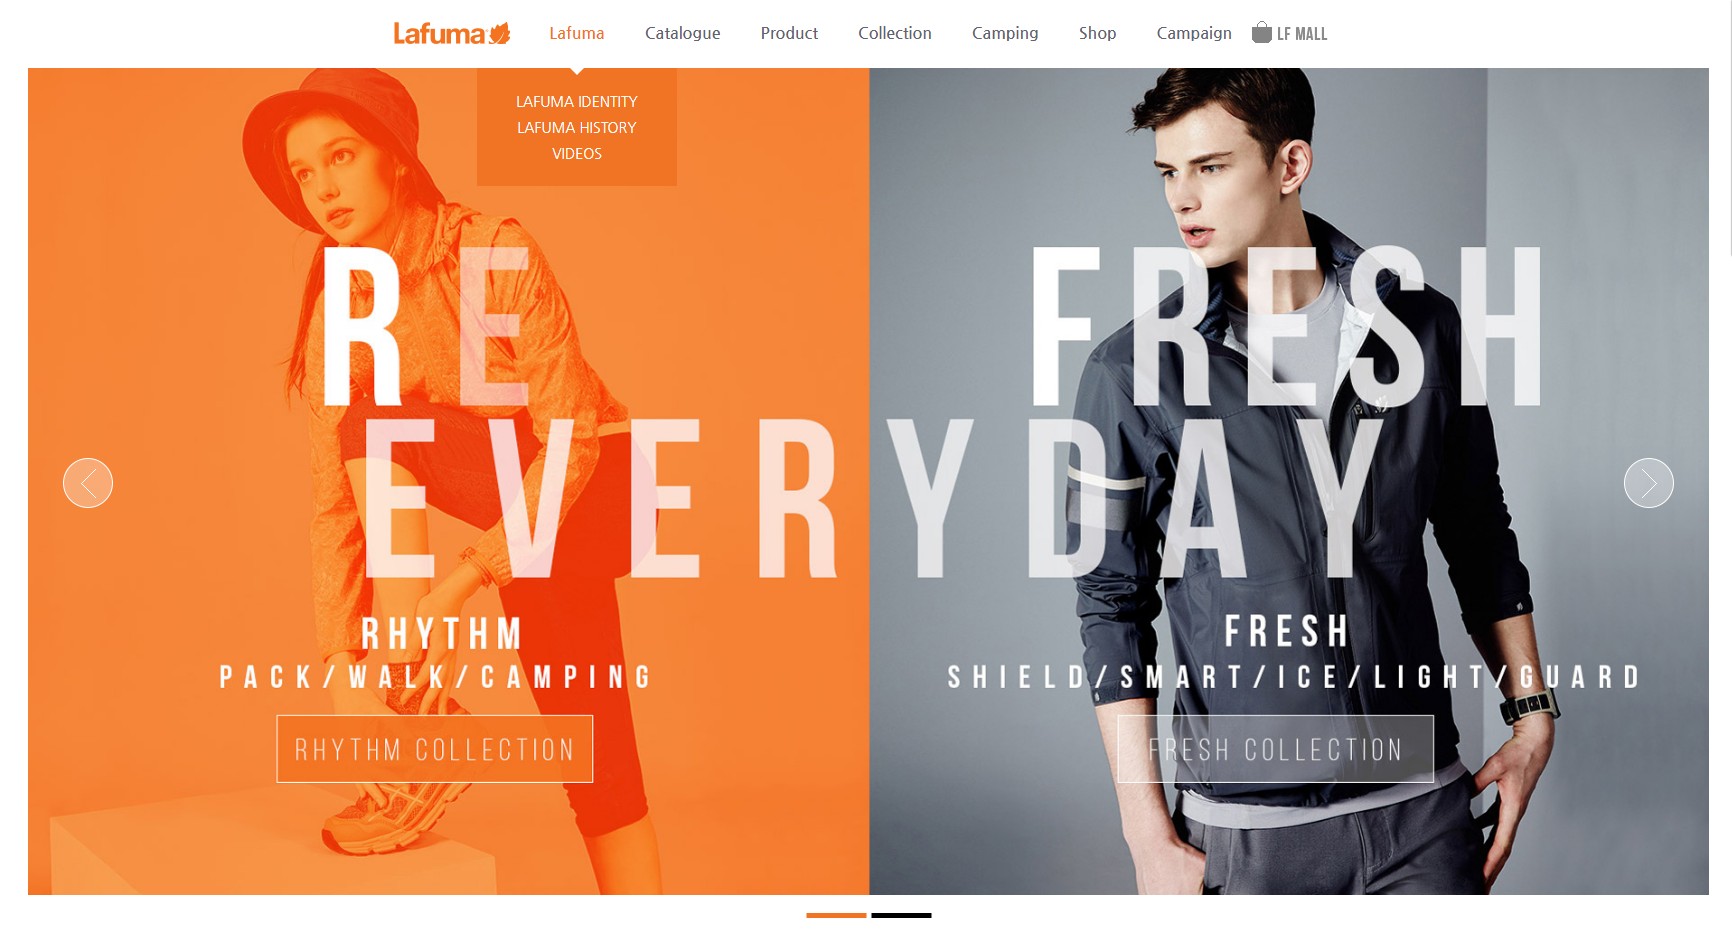 Lafuma Lafuma Catalogue Product Collection Camping Shop Campaign LF MALL
LAFUMA IDENTITY
LAFUMA HISTORY
VIDEOS
RE FRESH
EVERYDAY
RHYTHM
PACK/WALK/CAMPING
RHYTHM COLLECTION
FRESH
SHIELD/SMART/ICE/LIGHT/GUARD
FRESH COLLECTION